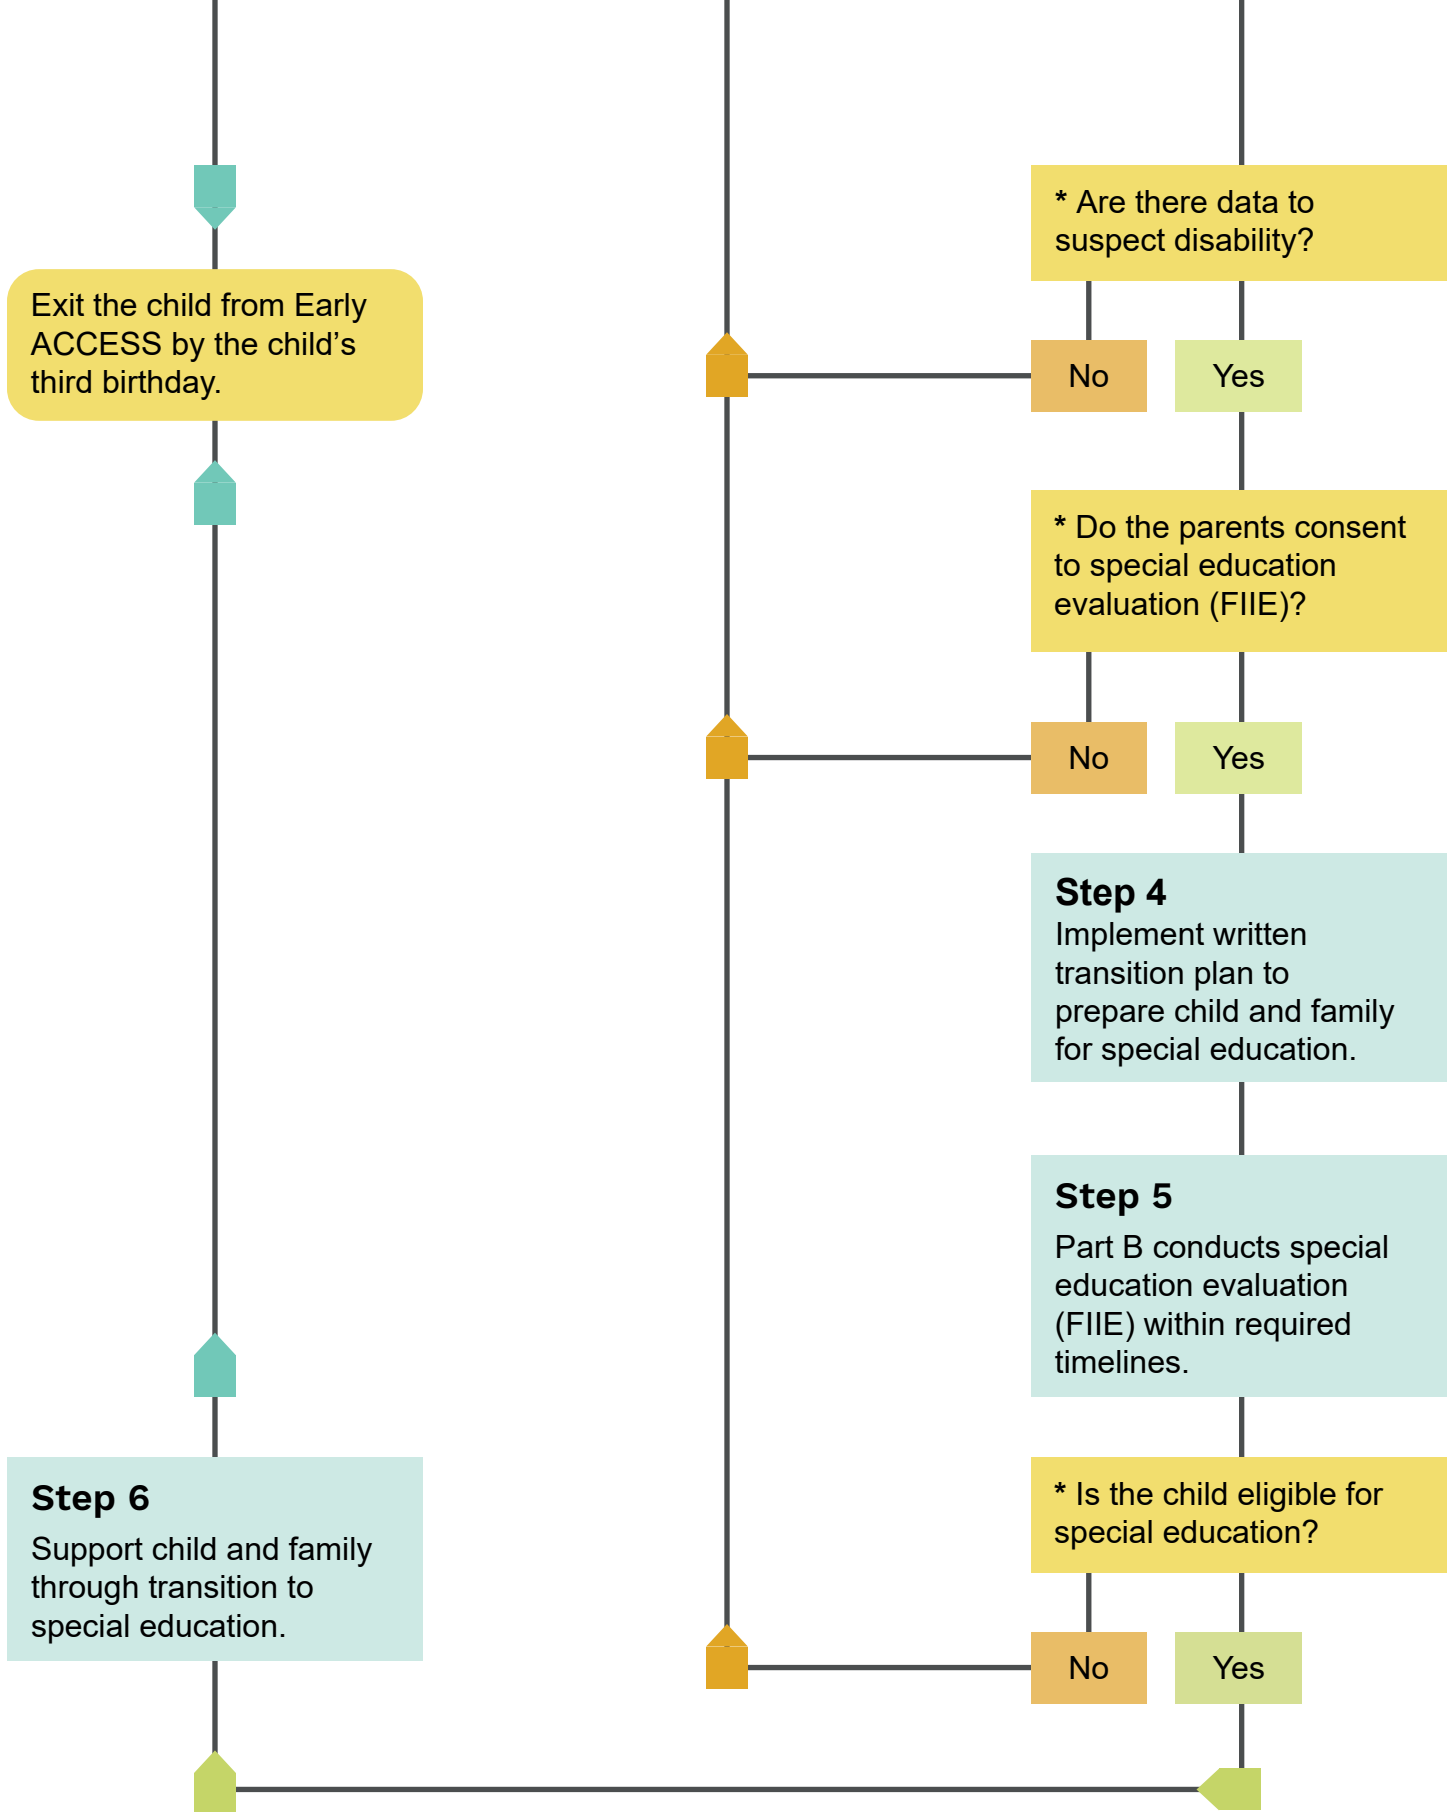 * Are there data to
suspect disability?
Exit the child from Early
ACCESS by the child’s
third birthday.
No
Yes
* Do the parents consent
to special education
evaluation (FIIE)?
No
Yes
Step 4
Implement written
transition plan to
prepare child and family
for special education.
Step 5
Part B conducts special
education evaluation
(FIIE) within required
timelines.
* Is the child eligible for
special education?
Step 6
Support child and family
through transition to
special education.
No
Yes